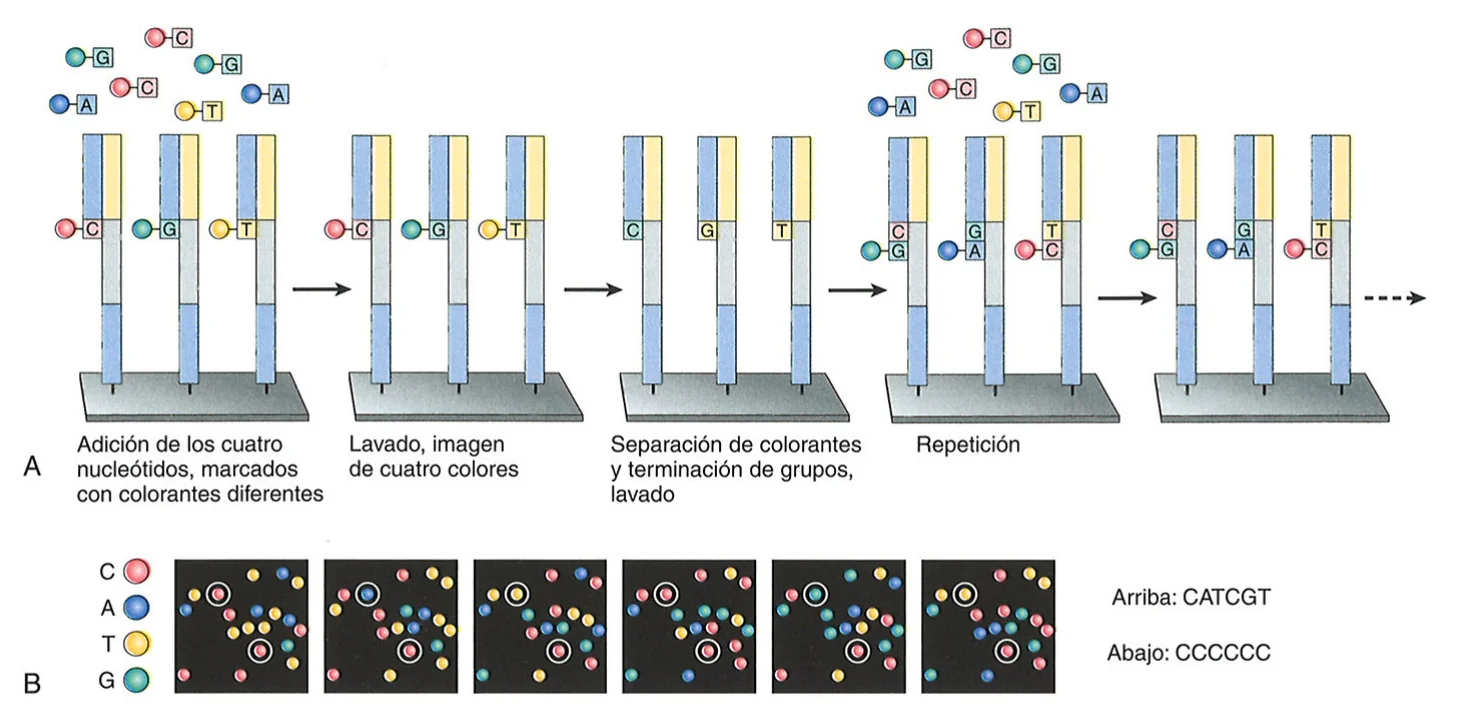 C
G
G
C
A
A
T
C
G
T
C
G
T
C
G
T
C
G
G
C
A
A
T
C
G
T
G
A
C
C
G
T
G
A
C
A
Adición de los cuatro
nucleótidos, marcados
con colorantes diferentes
Lavado, imagen
de cuatro colores
Separación de colorantes
y terminación de grupos,
lavado
Repetición
B
C
A
T
G
Arriba: CATCGT
Abajo: CCCCCC